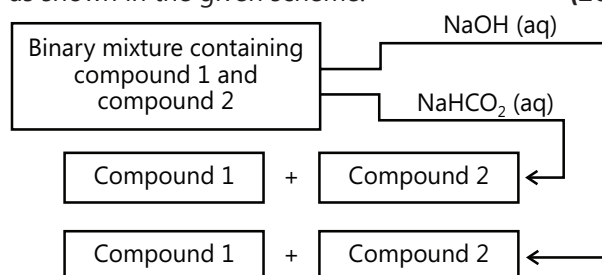 as shown in the given scheme.
NaOH (aq)
Binary mixture containing
compound 1 and
compound 2
NaHCO₂ (aq)
Compound 1 + Compound 2
Compound 1 + Compound 2